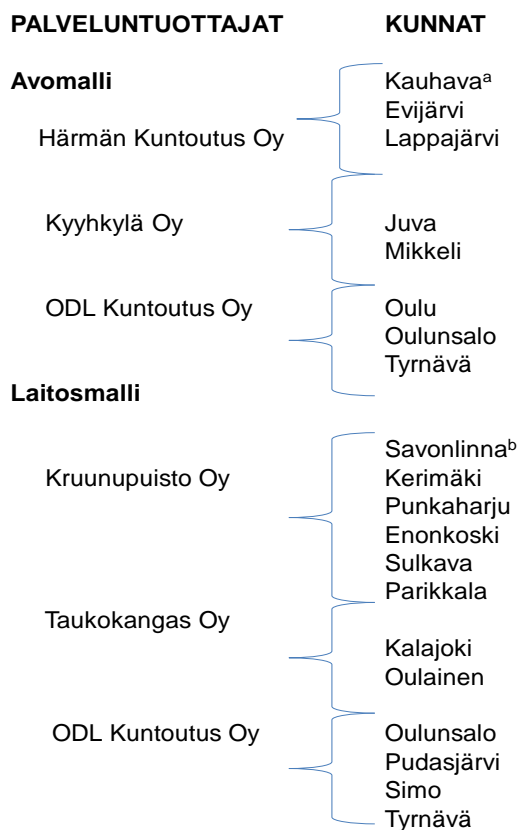 PALVELUNTUOTTAJAT KUNNAT
Avomalli Kauhavaᵃ
Evijärvi
Härmän Kuntoutus Oy Lappajärvi
Kyyhkylä Oy Juva
Mikkeli
ODL Kuntoutus Oy Oulu
Oulunsalo
Tyrnävä
Laitosmalli
Savonlinnaᵇ
Kruunupuisto Oy Kerimäki
Punkaharju
Enonkoski
Sulkava
Parikkala
Taukokangas Oy
Kalajoki
Oulainen
ODL Kuntoutus Oy Oulunsalo
Pudasjärvi
Simo
Tyrnävä